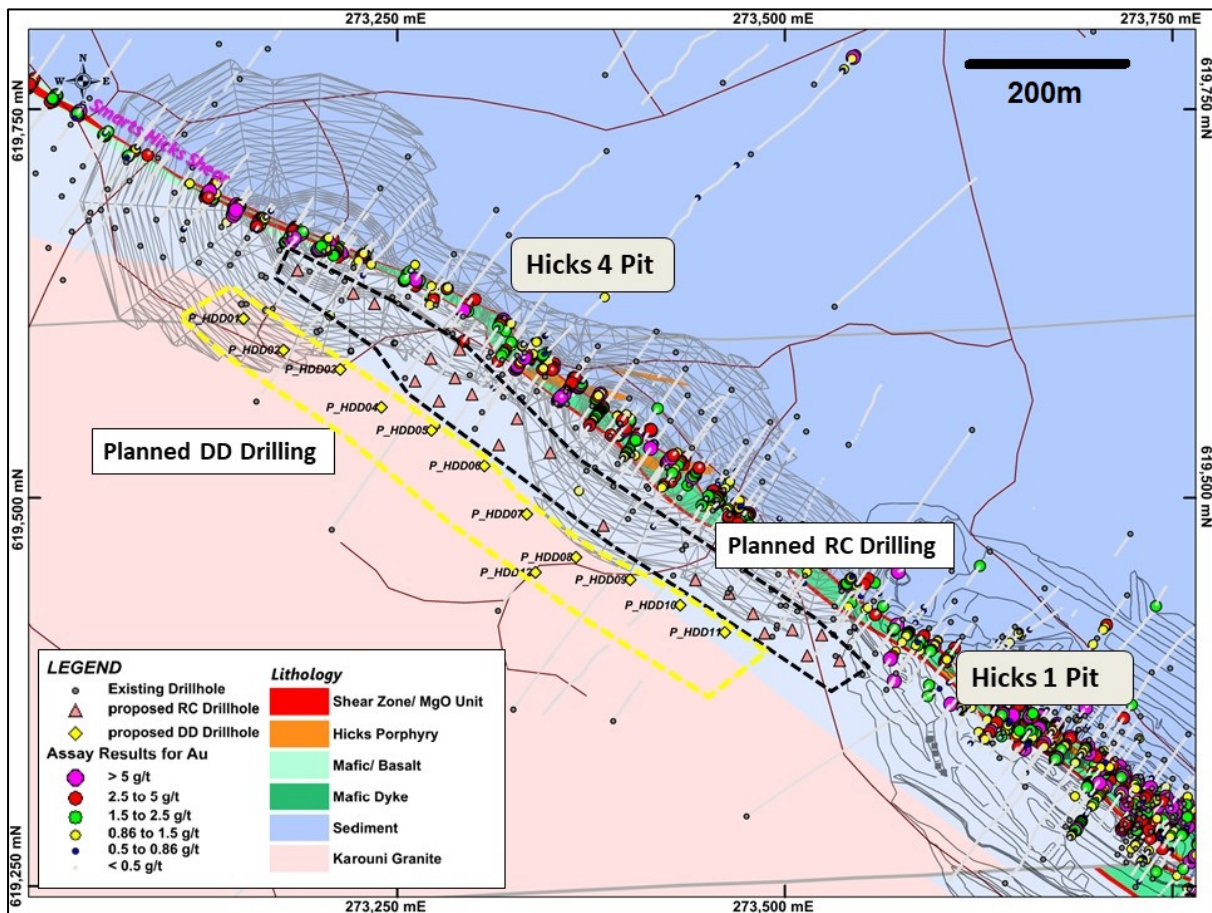 273,250 mE
273,500 mE
273,750 mE
N
W E
S
200m
619,750 mN
619,750 mN
Smarts Hicks Shear
Hicks 4 Pit
P_HDD01
P_HDD02
P_HDD03
P_HDD04
P_HDD05
Planned DD Drilling
P_HDD06
619,500 mN
619,500 mN
P_HDD07
Planned RC Drilling
P_HDD08
P_HDD12
P_HDD09
P_HDD10
P_HDD11
Hicks 1 Pit
LEGEND
Existing Drillhole
proposed RC Drillhole
proposed DD Drillhole
Assay Results for Au
> 5 g/t
2.5 to 5 g/t
1.5 to 2.5 g/t
0.86 to 1.5 g/t
0.5 to 0.86 g/t
< 0.5 g/t
Lithology
Shear Zone/ MgO Unit
Hicks Porphyry
Mafic/ Basalt
Mafic Dyke
Sediment
Karouni Granite
619,250 mN
619,250 mN
273,250 mE
273,500 mE
273,750 mE